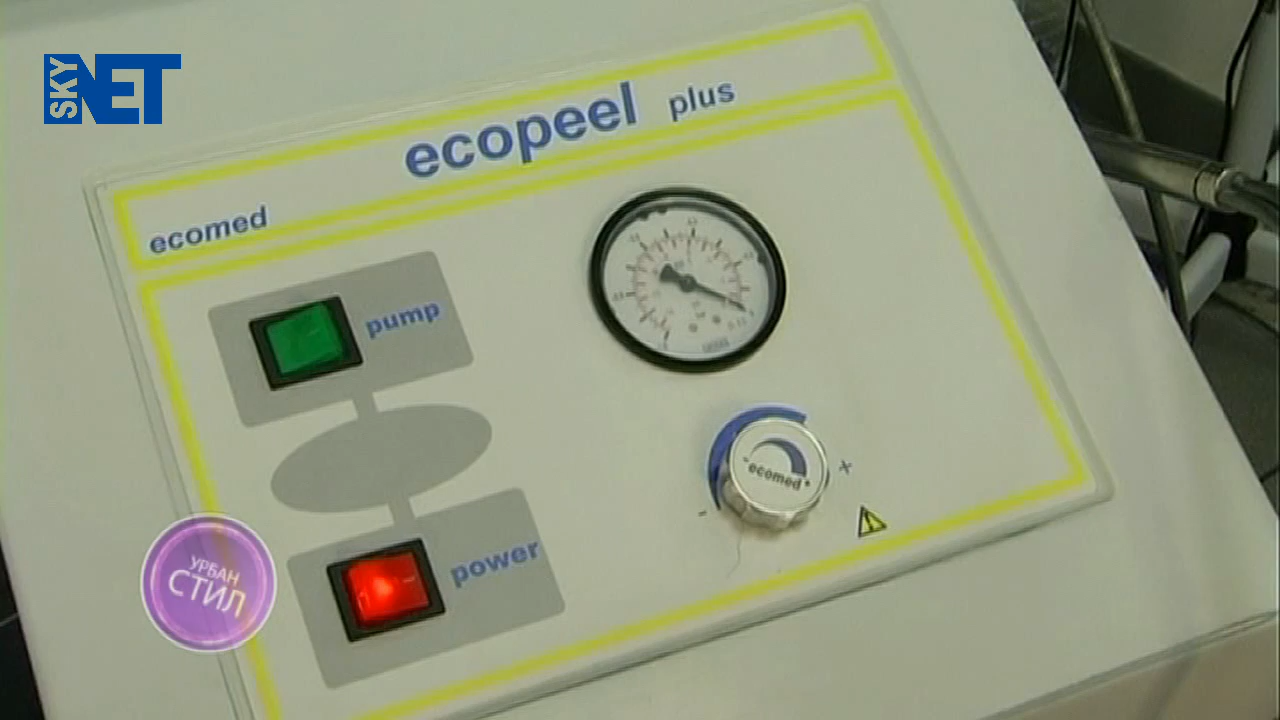 SKY NET
ecopeel plus
ecomed
pump
- ecomed +
- +
power
УРБАН
СТИЛ